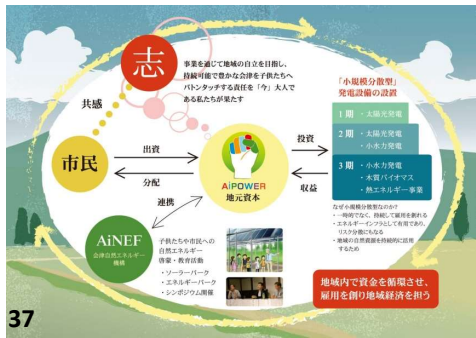 志
事業を通じて地域の自立を目指し、
持続可能で豊かな会津を子供たちへ
バトンタッチする責任を「今」大人で
ある私たちが果たす
共感
市民
出資
分配
AiPOWER
地元資本
投資
収益
「小規模分散型」
発電設備の設置
1期・太陽光発電
2期・太陽光発電
・小水力発電
3期・小水力発電
・木質バイオマス
・熱エネルギー事業
なぜ小規模分散型なのか?
・一時的でなく、持続して雇用を創れる
・エネルギーインフラとして有用であり、
リスク分散にもなる
・地域の自然資源を持続的に活用
するため
連携
AiNEF
会津自然エネルギー
機構
子供たちや市民への
自然エネルギー
啓蒙・教育活動
・ソーラーパーク
・エネルギーパーク
・シンポジウム開催
地域内で資金を循環させ、
雇用を創り地域経済を担う
37